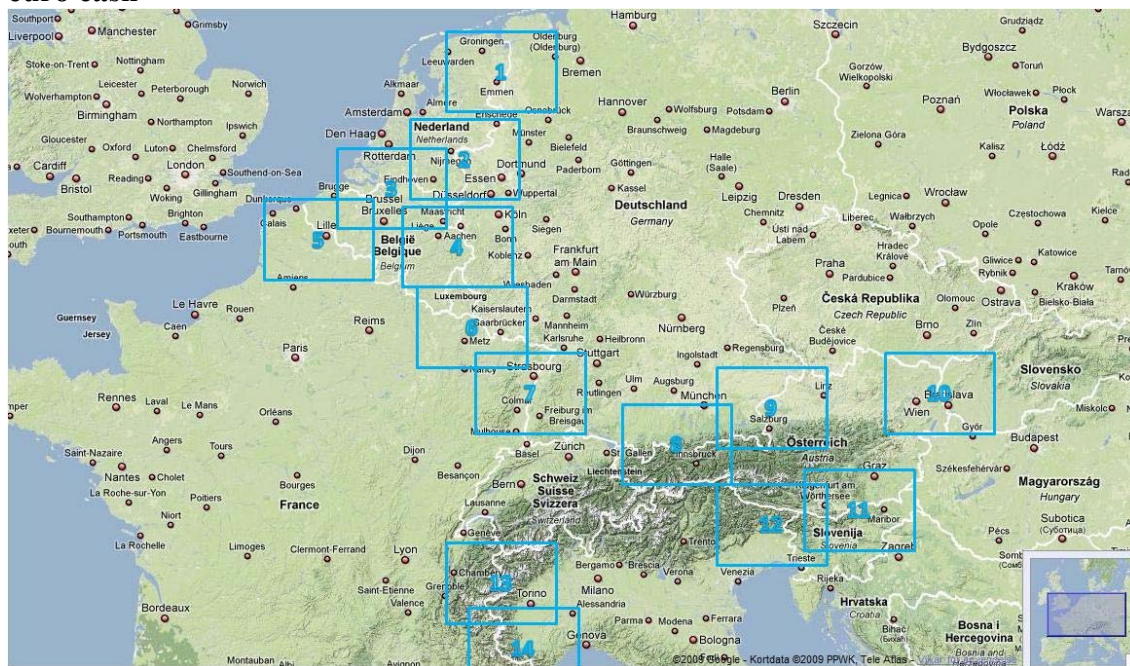 Southport
Manchester
Grimsby
Liverpool
Stoke-on-Trent
Nottingham
Leicester
Peterborough
Norwich
Wolverhampton
Birmingham
Northampton
Ipswich
Gloucester
Oxford
Luton
Chelmsford
Cardiff
London
Southend-on-Sea
Bristol
Reading
Woking
Gillingham
Southampton
Brighton
Exeter
Bournemouth
Portsmouth
Eastbourne
Hamburg
Szczecin
Grudziądz
Groningen
Oldenburg
(Oldenburg)
Leeuwarden
Bremen
1
Emmen
Bydgoszcz
Toruń
Gorzów
Wielkopolski
Alkmaar
Almere
Amsterdam
Enschede
Osnabrück
Hannover
Wolfsburg
Potsdam
Berlin
Poznań
Włocławek
Płock
Polska
Poland
Warsza
Den Haag
Nederland
Netherlands
Münster
Bielefeld
Braunschweig
Magdeburg
Rotterdam
Nijmegen
2
Dortmund
Paderborn
Zielona Góra
Kalisz
Łódź
Eindhoven
Essen
Göttingen
Halle
(Saale)
3
Düsseldorf
Wuppertal
Kassel
Leipzig
Dresden
Legnica
Wrocław
Brugge
Dunkerque
Calais
Brussel
Bruxelles
Maastricht
Köln
Siegen
Deutschland
Germany
Chemnitz
Liberec
Wałbrzych
Opole
Częstochowa
Kielce
Lille
5
België
Belgique
Belgium
Liège
Aachen
4
Bonn
Koblenz
Frankfurt
am Main
Ústí nad
Labem
Hradec
Králové
Gliwice
Katowice
Rybnik
Kraków
Praha
Pardubice
Amiens
Wiesbaden
Darmstadt
Würzburg
Česká Republika
Czech Republic
Olomouc
Ostrava
Bielsko-Biała
Le Havre
Rouen
Luxembourg
Kaiserslautern
Plzeň
Guernsey
Jersey
Caen
Reims
6
Saarbrücken
Mannheim
Heilbronn
Nürnberg
České
Budějovice
Brno
Zlín
Metz
Karlsruhe
Paris
Nancy
Stuttgart
Ingolstadt
Regensburg
Slovensko
Slovakia
Strasbourg
Reutlingen
Ulm
Augsburg
München
Linz
Rennes
Laval
Le Mans
Orléans
Colmar
7
Freiburg im
Breisgau
9
Salzburg
Wien
10
Bratislava
Miskolc
Angers
Tours
Mulhouse
Basel
Zürich
8
Österreich
Austria
Győr
Budapest
Saint-Nazaire
Nantes
Cholet
Dijon
Besançon
St. Gallen
Liechtenstein
Innsbruck
Graz
Székesfehérvár
La Roche-sur-Yon
Poitiers
Bourges
Bern
Schweiz
Suisse
Svizzera
Switzerland
Klagenfurt am
Wörthersee
11
Maribor
Magyarország
Hungary
Niort
France
Lausanne
12
Slovenija
Slovenia
Pécs
Subotica
(Суботица)
La Rochelle
Genève
Trento
Trieste
Zagreb
Limoges
Clermont-Ferrand
Lyon
Chambéry
Bergamo
Brescia
Verona
Venezia
Rijeka
Saint-Etienne
Grenoble
13
Torino
Milano
Hrvatska
Croatia
Bordeaux
Valence
Alessandria
Parma
Modena
Ferrara
Bihać
(Бихаћ)
Bosna i
Hercegovina
Bosnia and
14
Genova
Bologna
Montauban
Avignon
©2009 Google - Kortdata ©2009 PPWK, Tele Atlas - Vilkår for anvendelse